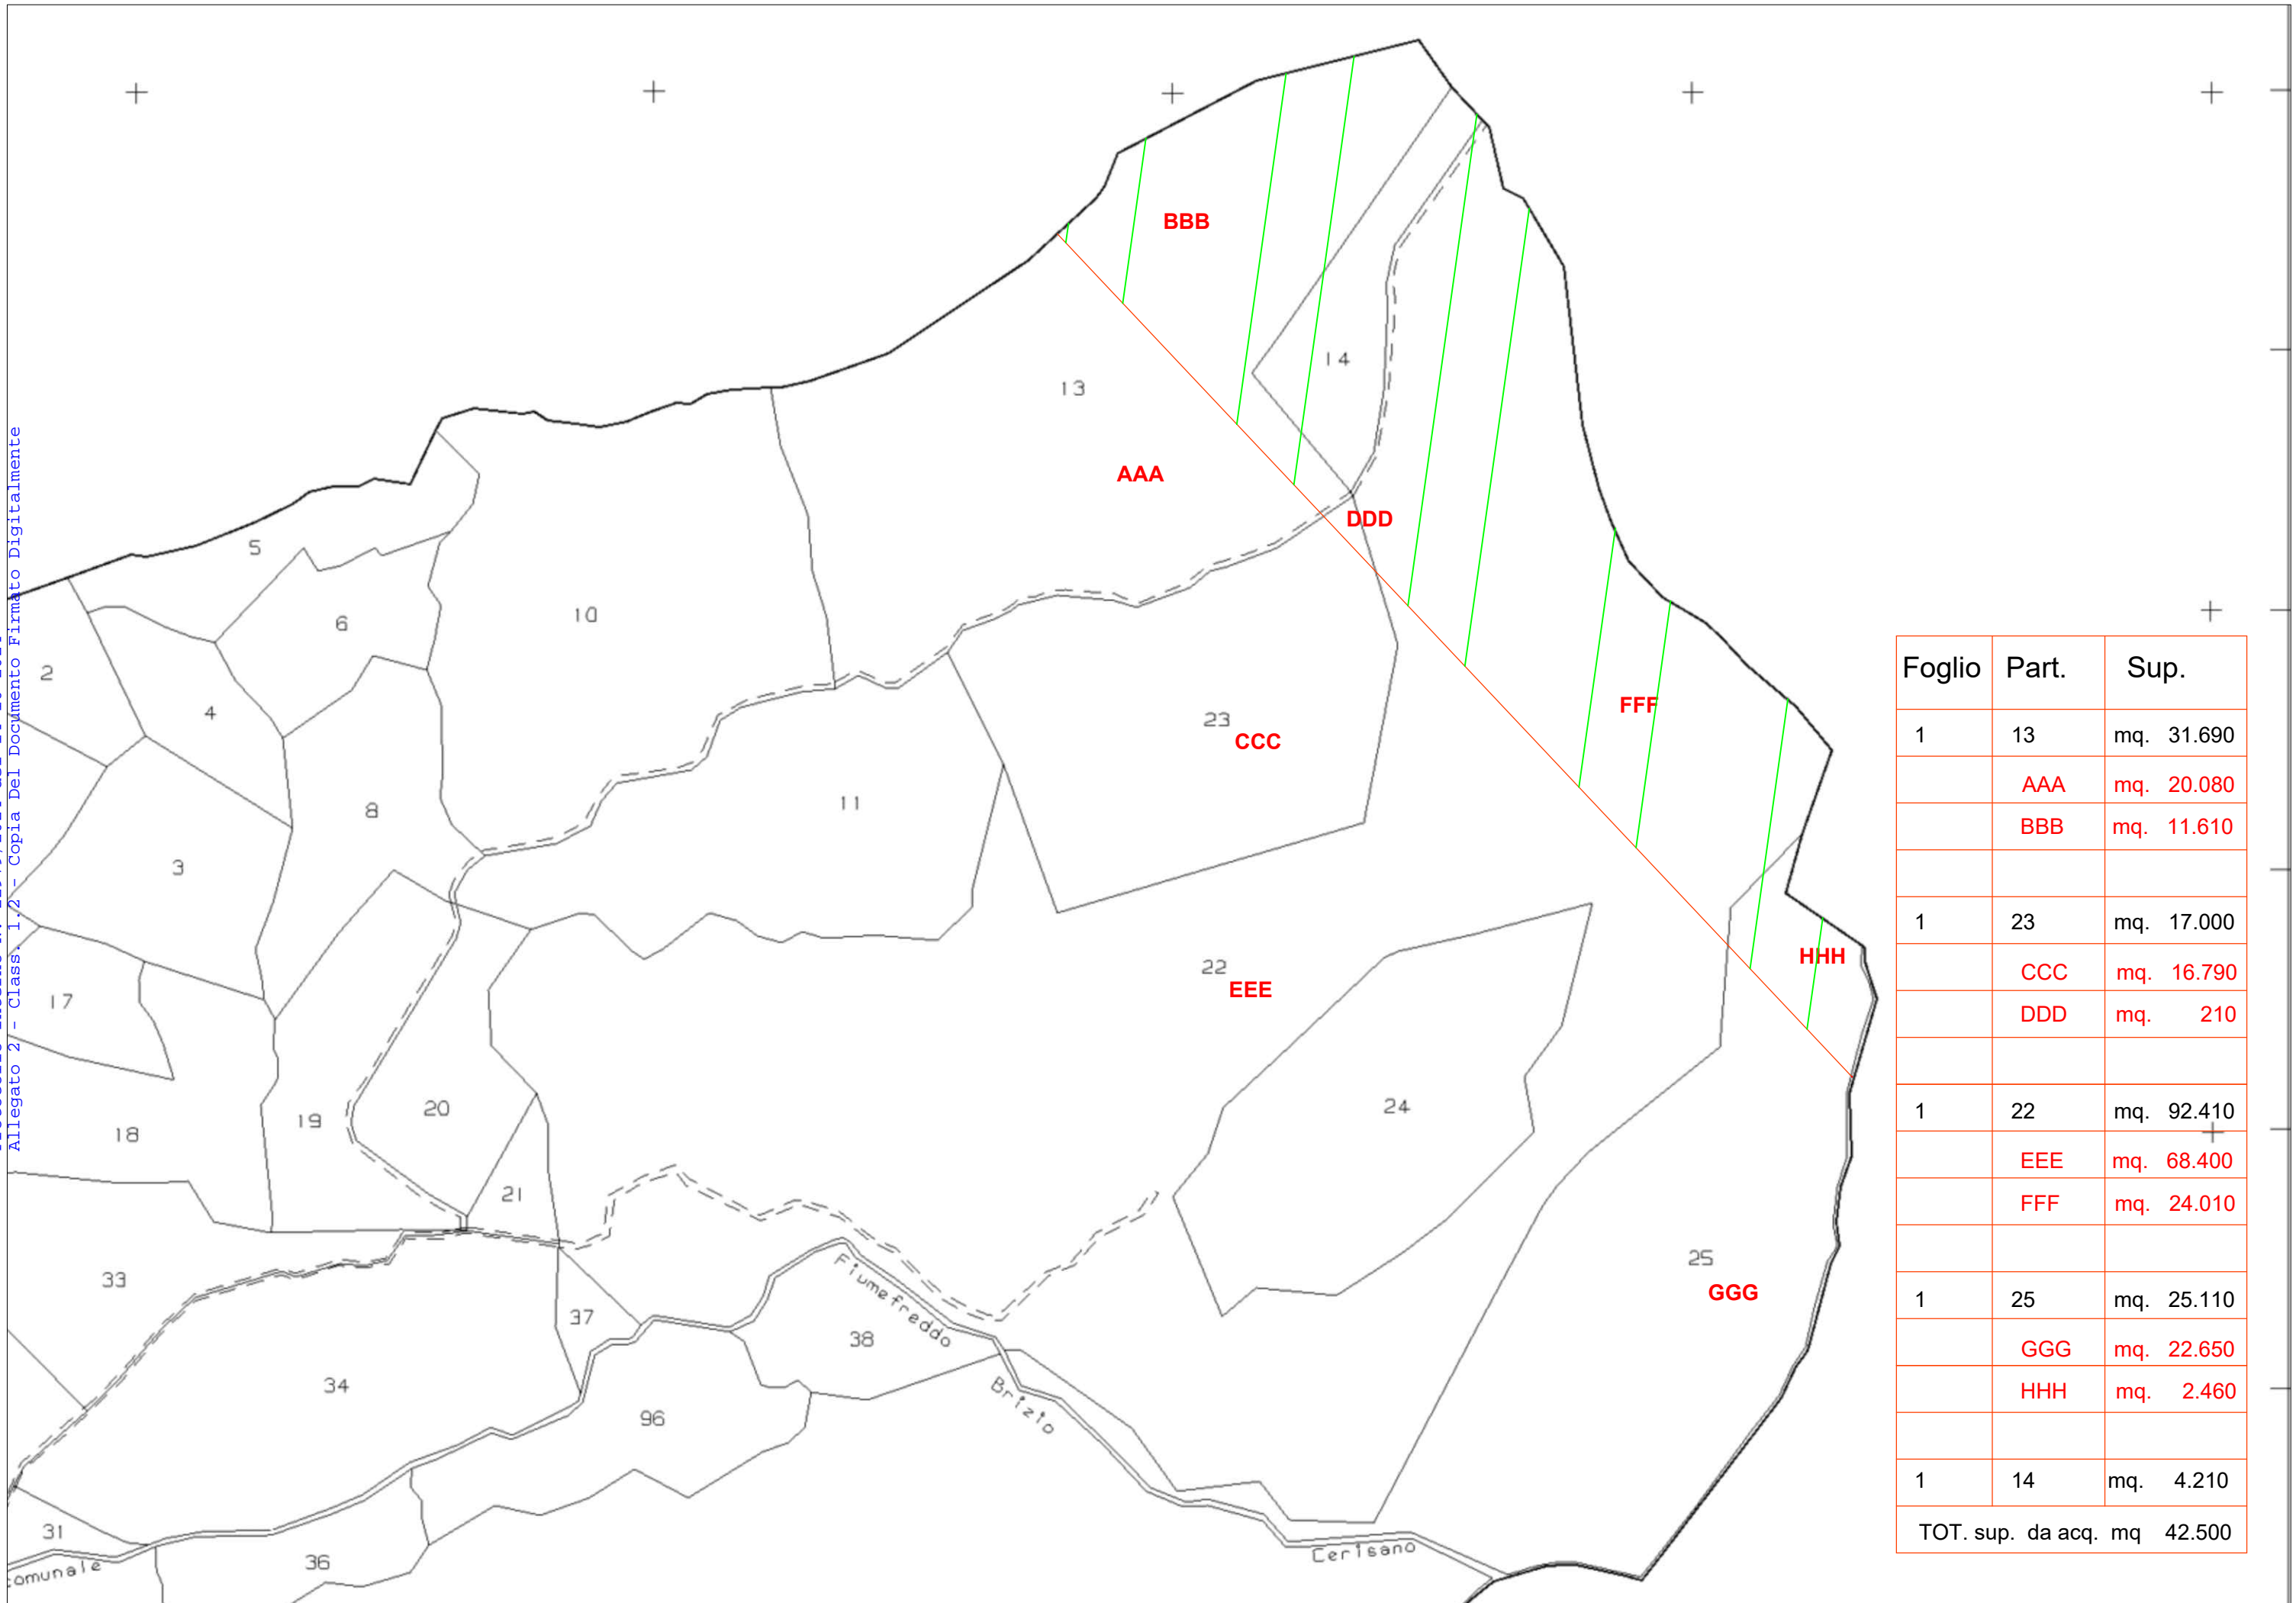 Allegato 2 - Class. 1.2 - Copia Del Documento Firmato Digitalmente
BBB
14
13
AAA
DDD
5
6
10
2
4
23
CCC
FFF
8
11
3
22
EEE
HHH
17
24
18
19
20
21
33
25
GGG
37
38
Fiumefreddo
34
Brizio
96
31
36
Cerisano
omunale
Foglio Part. Sup.
1 13 mq. 31.690
AAA mq. 20.080
BBB mq. 11.610
1 23 mq. 17.000
CCC mq. 16.790
DDD mq. 210
1 22 mq. 92.410
EEE mq. 68.400
FFF mq. 24.010
1 25 mq. 25.110
GGG mq. 22.650
HHH mq. 2.460
1 14 mq. 4.210
TOT. sup. da acq. mq 42.500